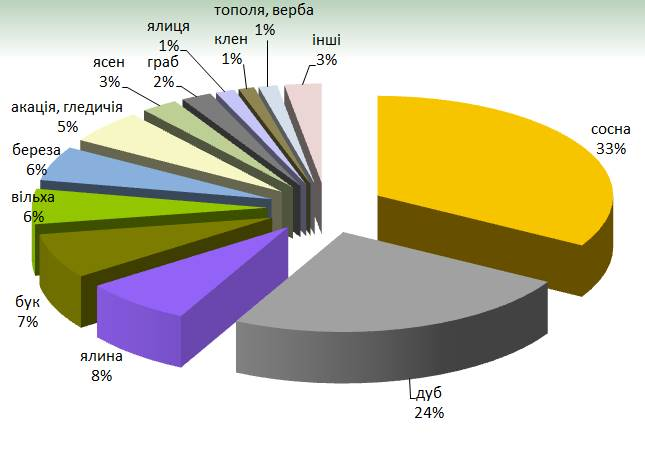 тополя, верба
1%
ялиця
1%
клен
1%
інші
3%
ясен
3%
граб
2%
акація, гледичія
5%
сосна
33%
береза
6%
вільха
6%
бук
7%
ялина
8%
дуб
24%